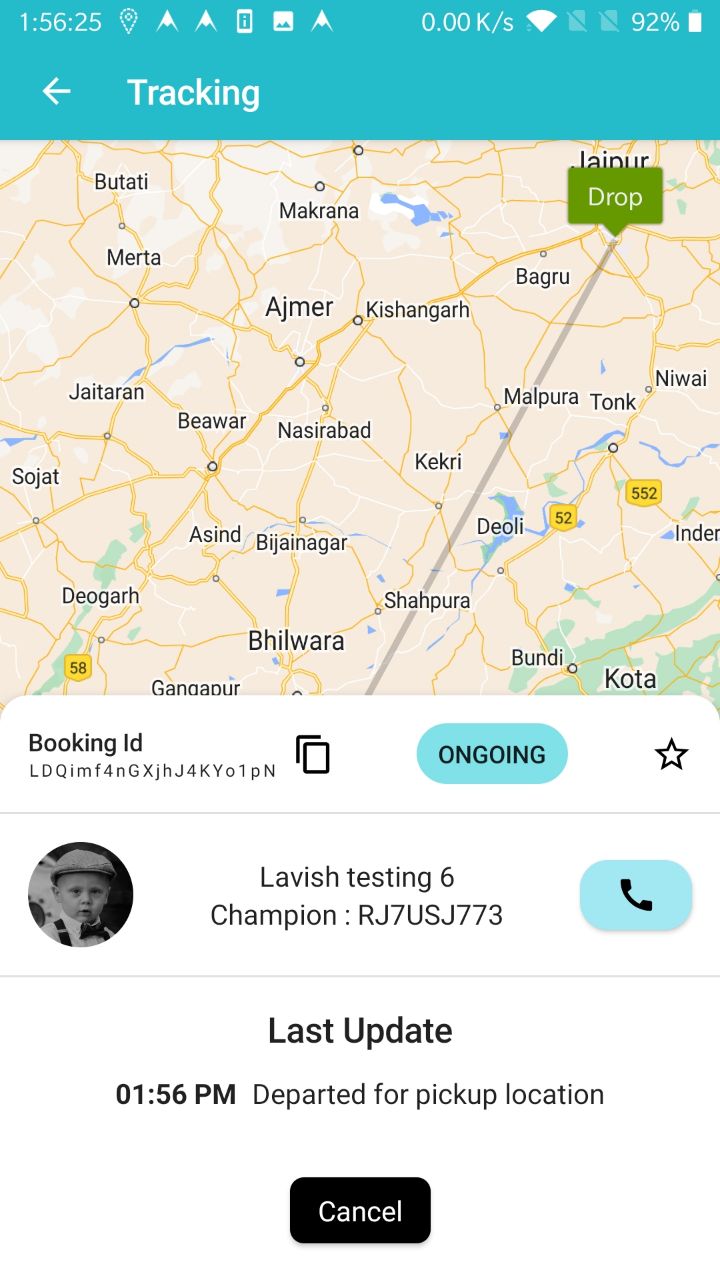 1:56:25 0.00 K/s 92%
Tracking
Jaipur
Drop
Butati
Makrana
Merta
Bagru
Ajmer
Kishangarh
Niwai
Jaitaran
Malpura
Tonk
Beawar
Nasirabad
Kekri
Sojat
552
52
Deoli
Asind
Bijainagar
Inder
Deogarh
Shahpura
Bhilwara
Bundi
58
Kota
Gangapur
Booking Id
LDQimf4nGXjhJ4KYo1pN
ONGOING
Lavish testing 6
Champion : RJ7USJ773
Last Update
01:56 PM Departed for pickup location
Cancel